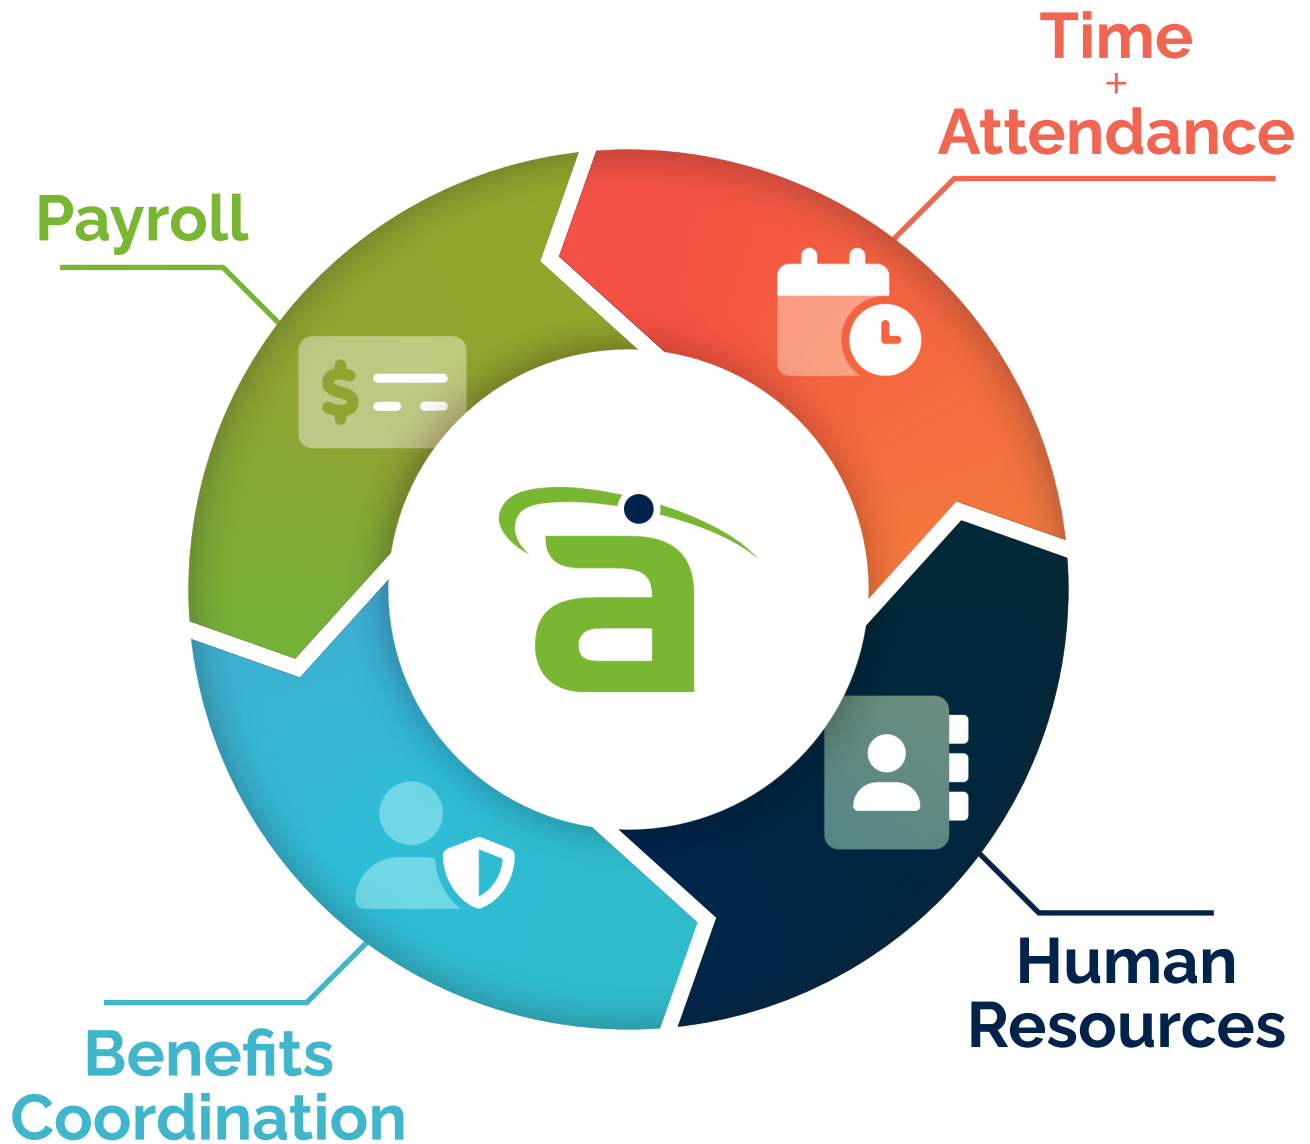 Time
+
Attendance
Payroll
$
a
Human
Resources
Benefits
Coordination